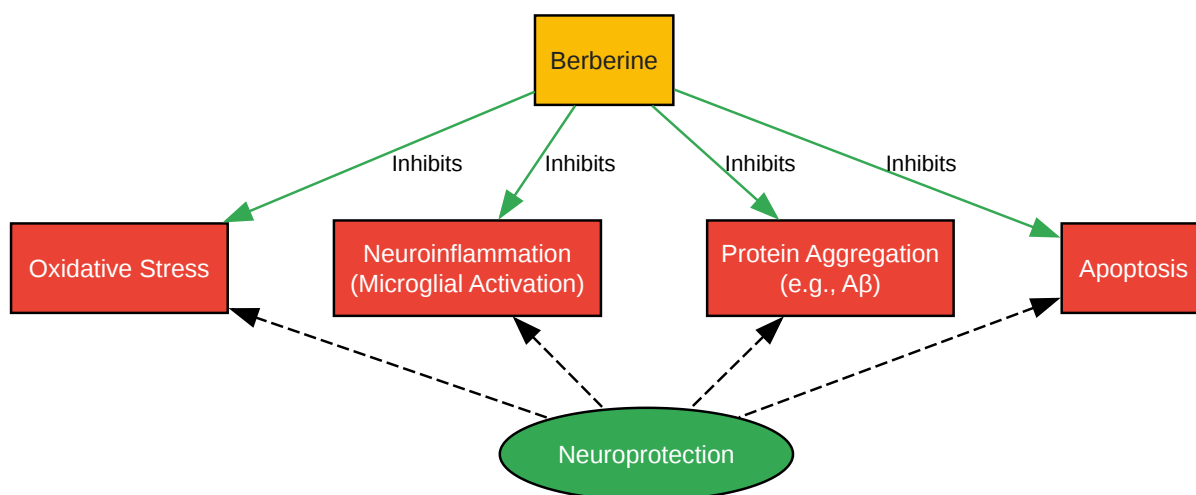 Berberine
Inhibits
Inhibits
Inhibits
Inhibits
Oxidative Stress
Neuroinflammation
(Microglial Activation)
Protein Aggregation
(e.g., Aβ)
Apoptosis
Neuroprotection